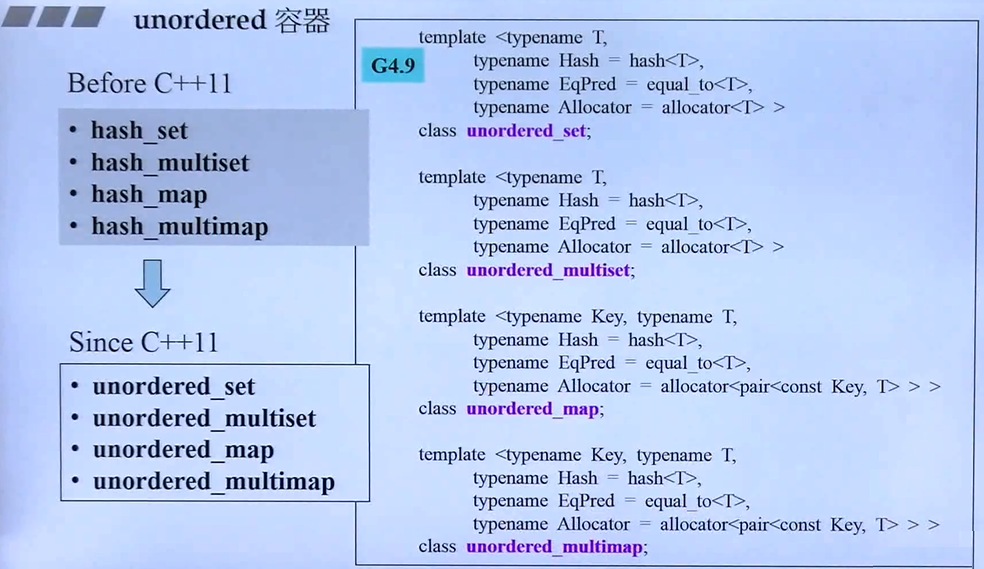 unordered 容器
Before C++11
• hash_set
• hash_multiset
• hash_map
• hash_multimap
Since C++11
• unordered_set
• unordered_multiset
• unordered_map
• unordered_multimap
G4.9
template <typename T,
typename Hash = hash<T>,
typename EqPred = equal_to<T>,
typename Allocator = allocator<T> >
class unordered_set;
template <typename T,
typename Hash = hash<T>,
typename EqPred = equal_to<T>,
typename Allocator = allocator<T> >
class unordered_multiset;
template <typename Key, typename T,
typename Hash = hash<T>,
typename EqPred = equal_to<T>,
typename Allocator = allocator<pair<const Key, T> > >
class unordered_map;
template <typename Key, typename T,
typename Hash = hash<T>,
typename EqPred = equal_to<T>,
typename Allocator = allocator<pair<const Key, T> > >
class unordered_multimap;